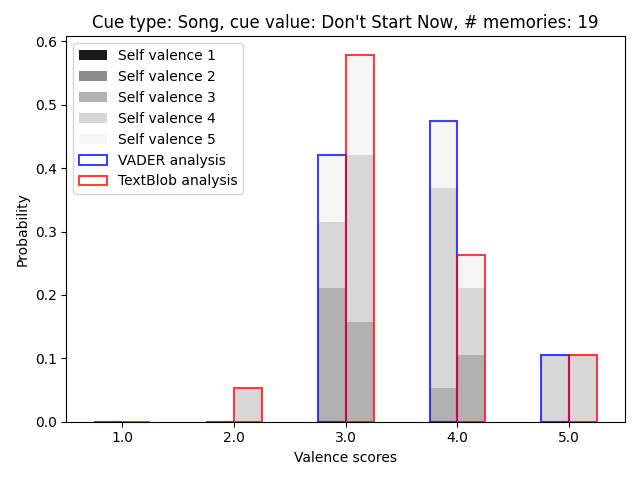 Cue type: Song, cue value: Don't Start Now, # memories: 19
0.6
0.5
0.4
0.3
0.2
0.1
0.0
Probability
Self valence 1
Self valence 2
Self valence 3
Self valence 4
Self valence 5
VADER analysis
TextBlob analysis
1.0 2.0 3.0 4.0 5.0
Valence scores